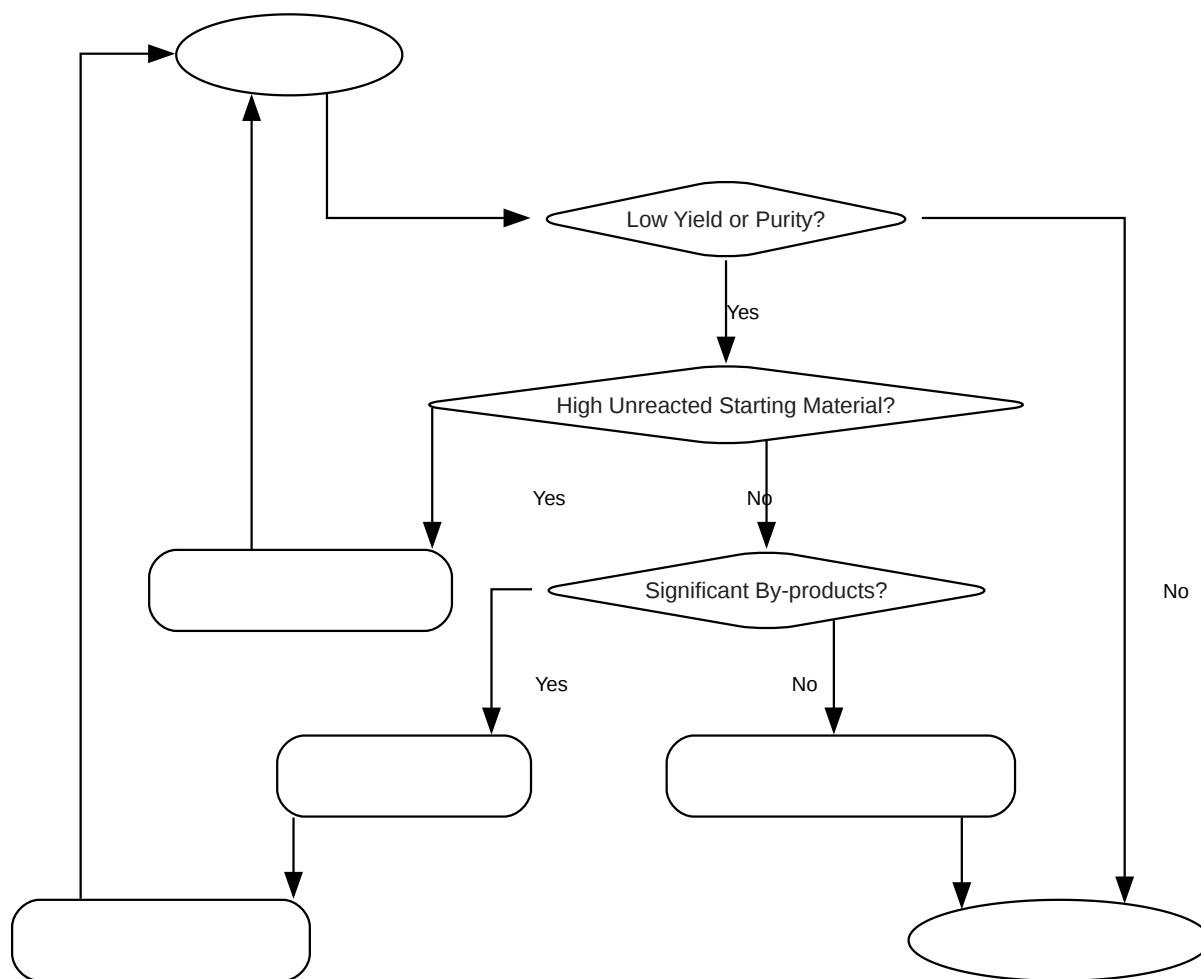 Low Yield or Purity?
Yes
High Unreacted Starting Material?
Yes
No
Significant By-products?
No
Yes
No